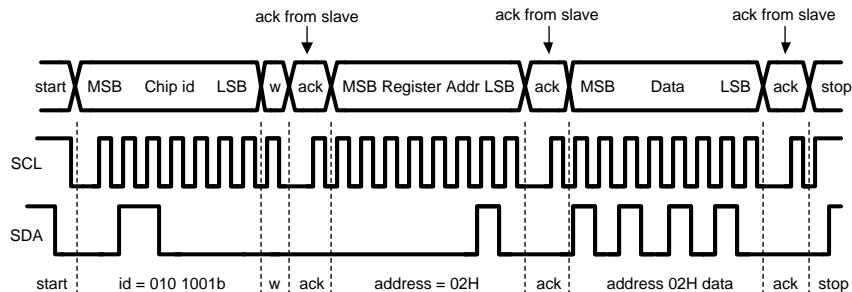 ack from slave ack from slave ack from slave
start MSB Chip id LSB w ack MSB Register Addr LSB ack MSB Data LSB ack stop
SCL
SDA
start id = 010 1001b w ack address = 02H ack address 02H data ack stop